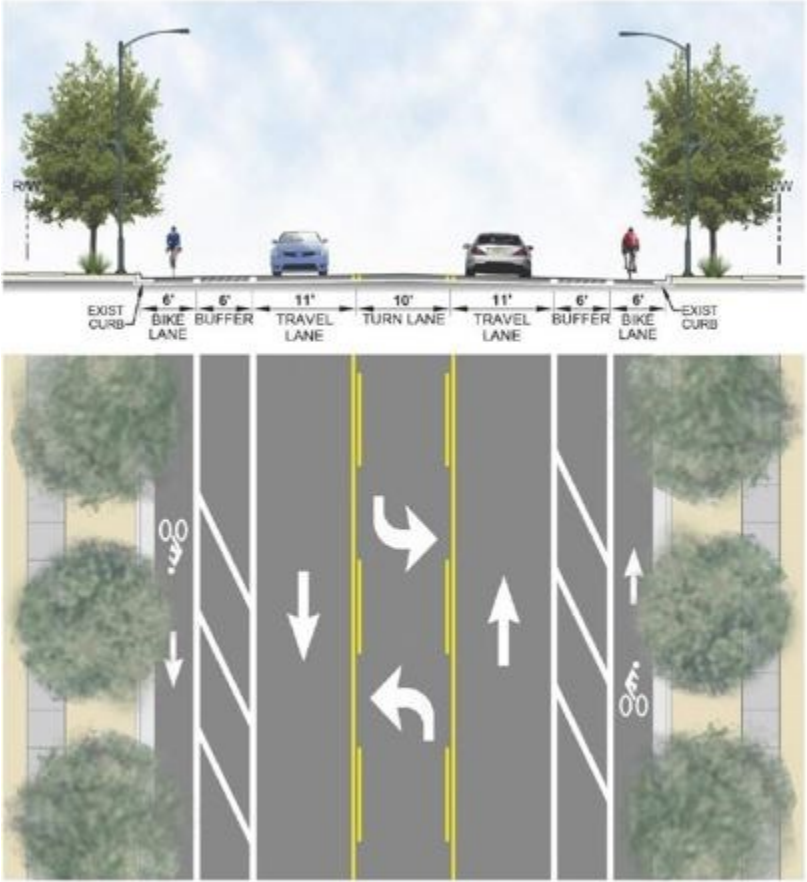 R/W R/W
6' 6' 11' 10' 11' 6' 6'
EXIST CURB
BIKE LANE
BUFFER
TRAVEL LANE
TURN LANE
TRAVEL LANE
BUFFER
BIKE LANE
EXIST CURB